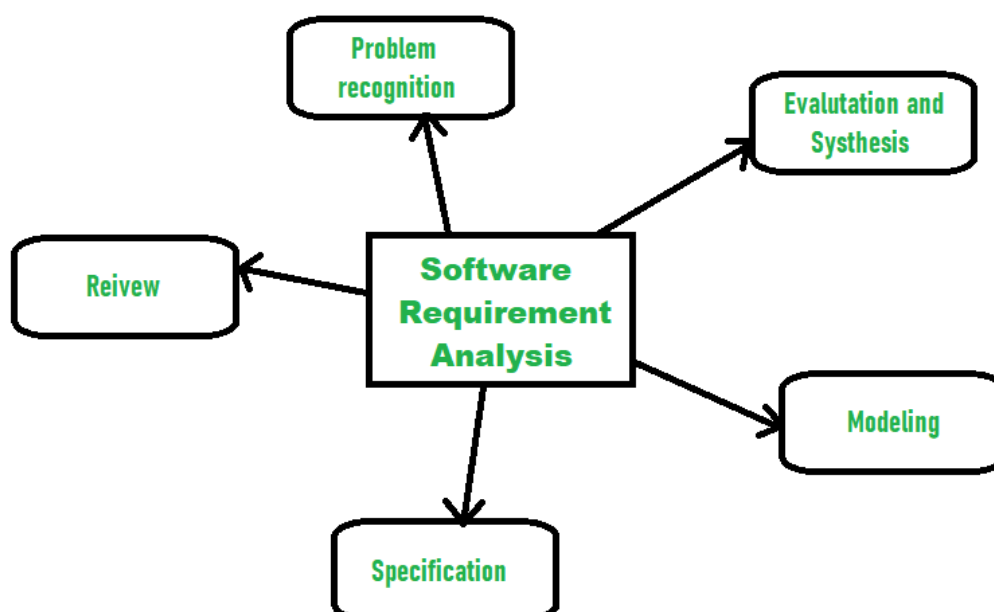 Problem
recognition
Evalutation and
Systhesis
Software
Requirement
Analysis
Reivew
Modeling
Specification